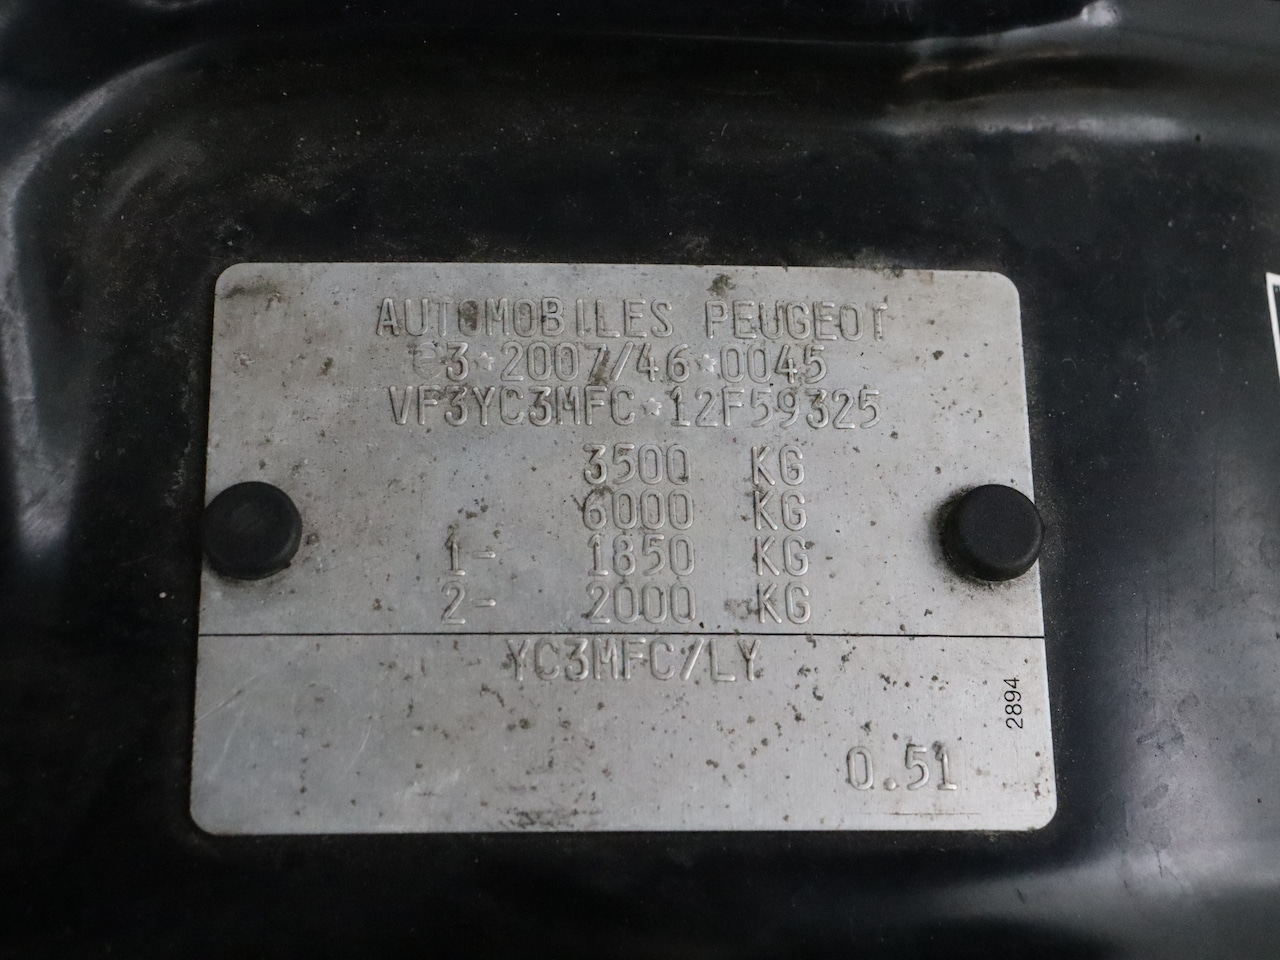 AUTOMOBILES PEUGEOT
e3*2007/46*0045
VF3YC3MFC*12F59325
3500 KG
6000 KG
1- 1850 KG
2- 2000 KG
YC3MFC/LY
2894
0.51